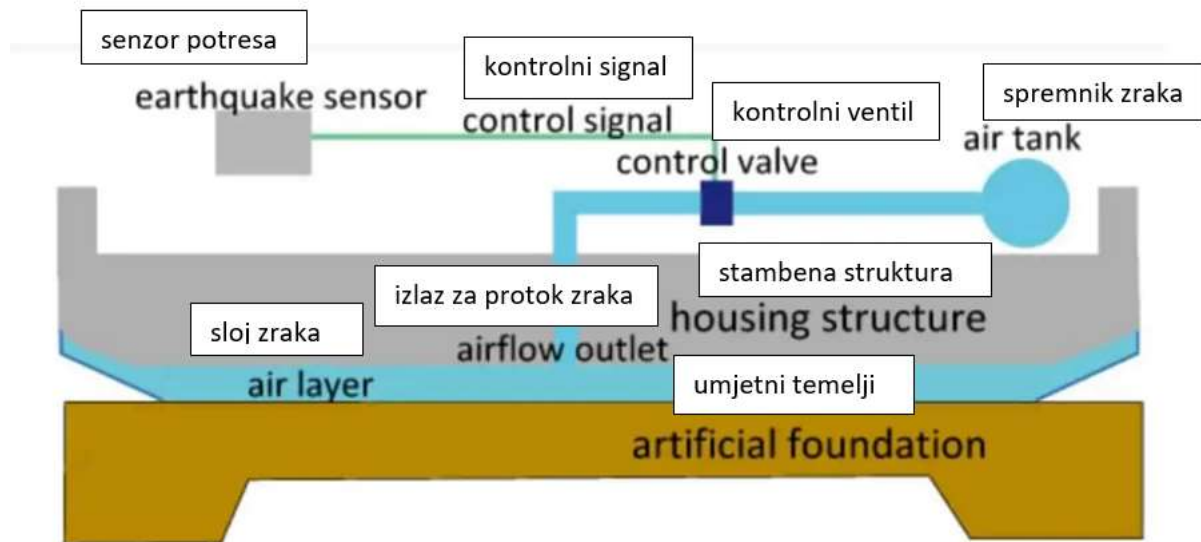 senzor potresa
earthquake sensor
kontrolni signal
control signal
kontrolni ventil
control valve
spremnik zraka
air tank
stambena struktura
housing structure
izlaz za protok zraka
airflow outlet
sloj zraka
air layer
umjetni temelji
artificial foundation